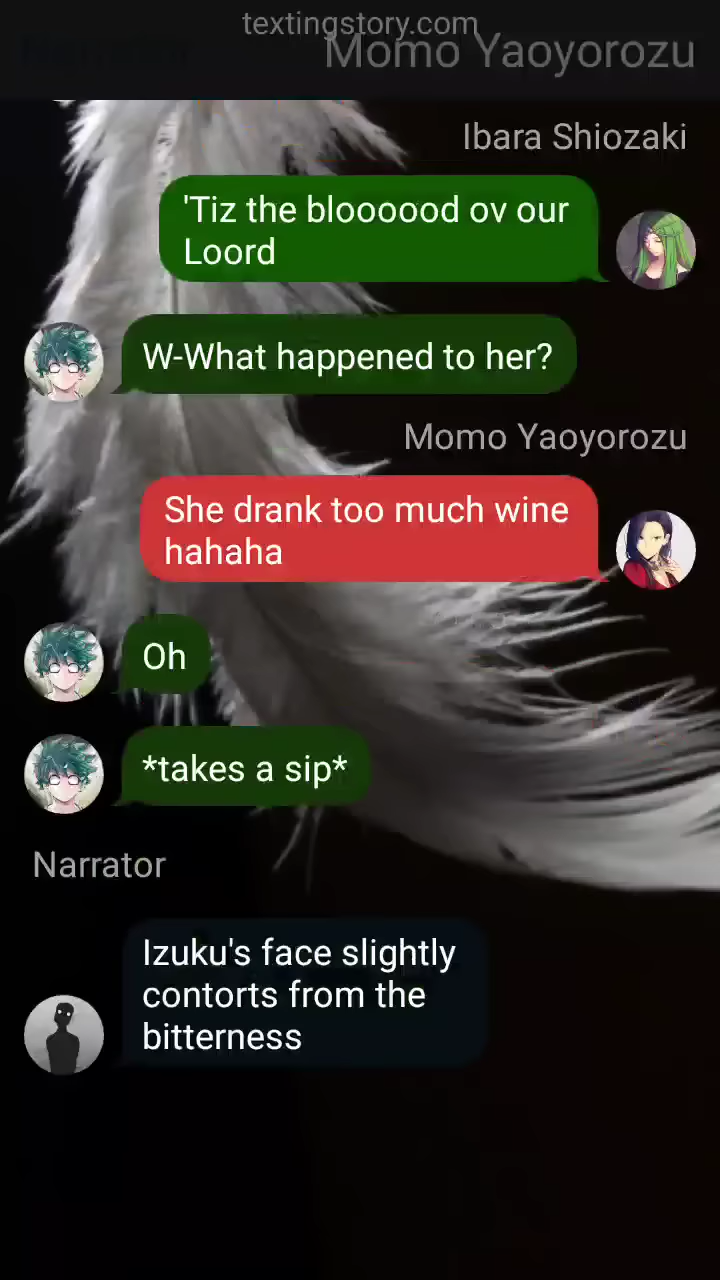 textingstory.com
Momo Yaoyorozu
Ibara Shiozaki
'Tiz the bloooood ov our
Loord
W-What happened to her?
Momo Yaoyorozu
She drank too much wine
hahaha
Oh
*takes a sip*
Narrator
Izuku's face slightly
contorts from the
bitterness